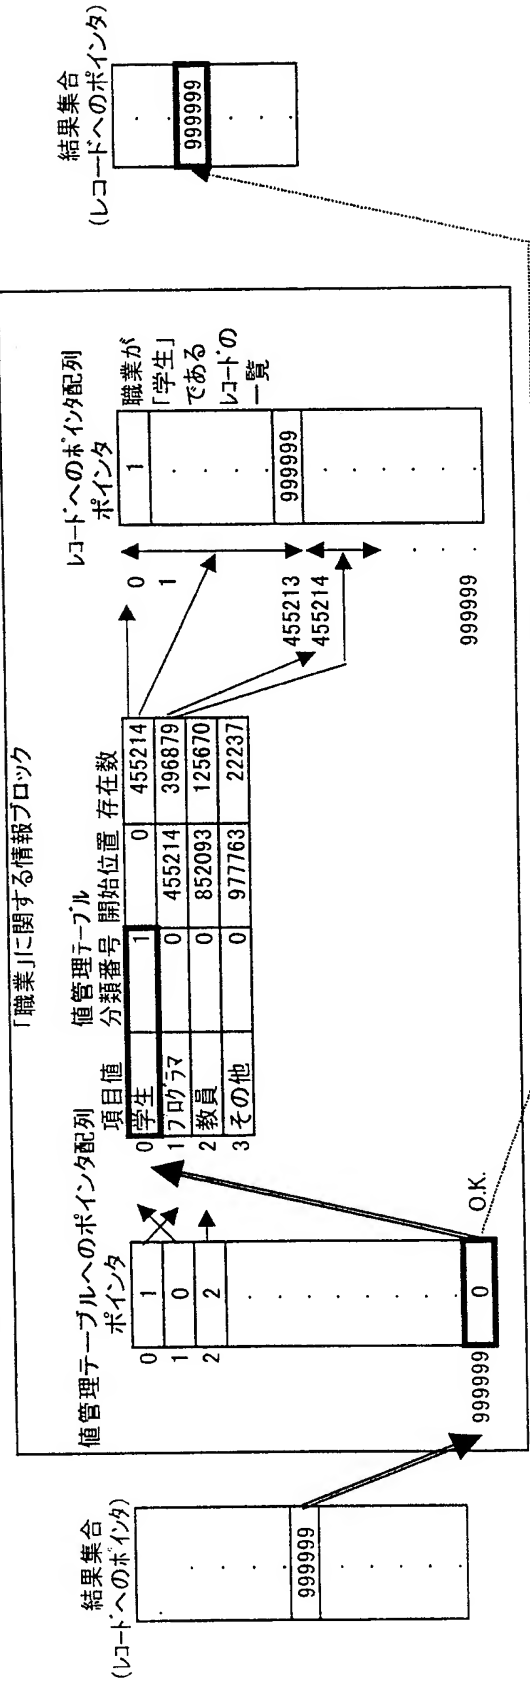 「職業」に関する情報ブロック
結果集合
(レコードへのポインタ)
999999
値管理テーブルへのポインタ配列
ポインタ
0 1
1 0
2 2
999999 0
O.K.
値管理テーブル
項目値 分類番号 開始位置 存在数
0 学生 1 0 455214
1 プログラマ 0 455214 396879
2 教員 0 852093 125670
3 その他 0 977763 22237
レコードへのポインタ配列
ポインタ
0 1
1
455213 999999
455214
999999
職業が
「学生」
である
レコードの
一覧
結果集合
(レコードへのポインタ)
999999